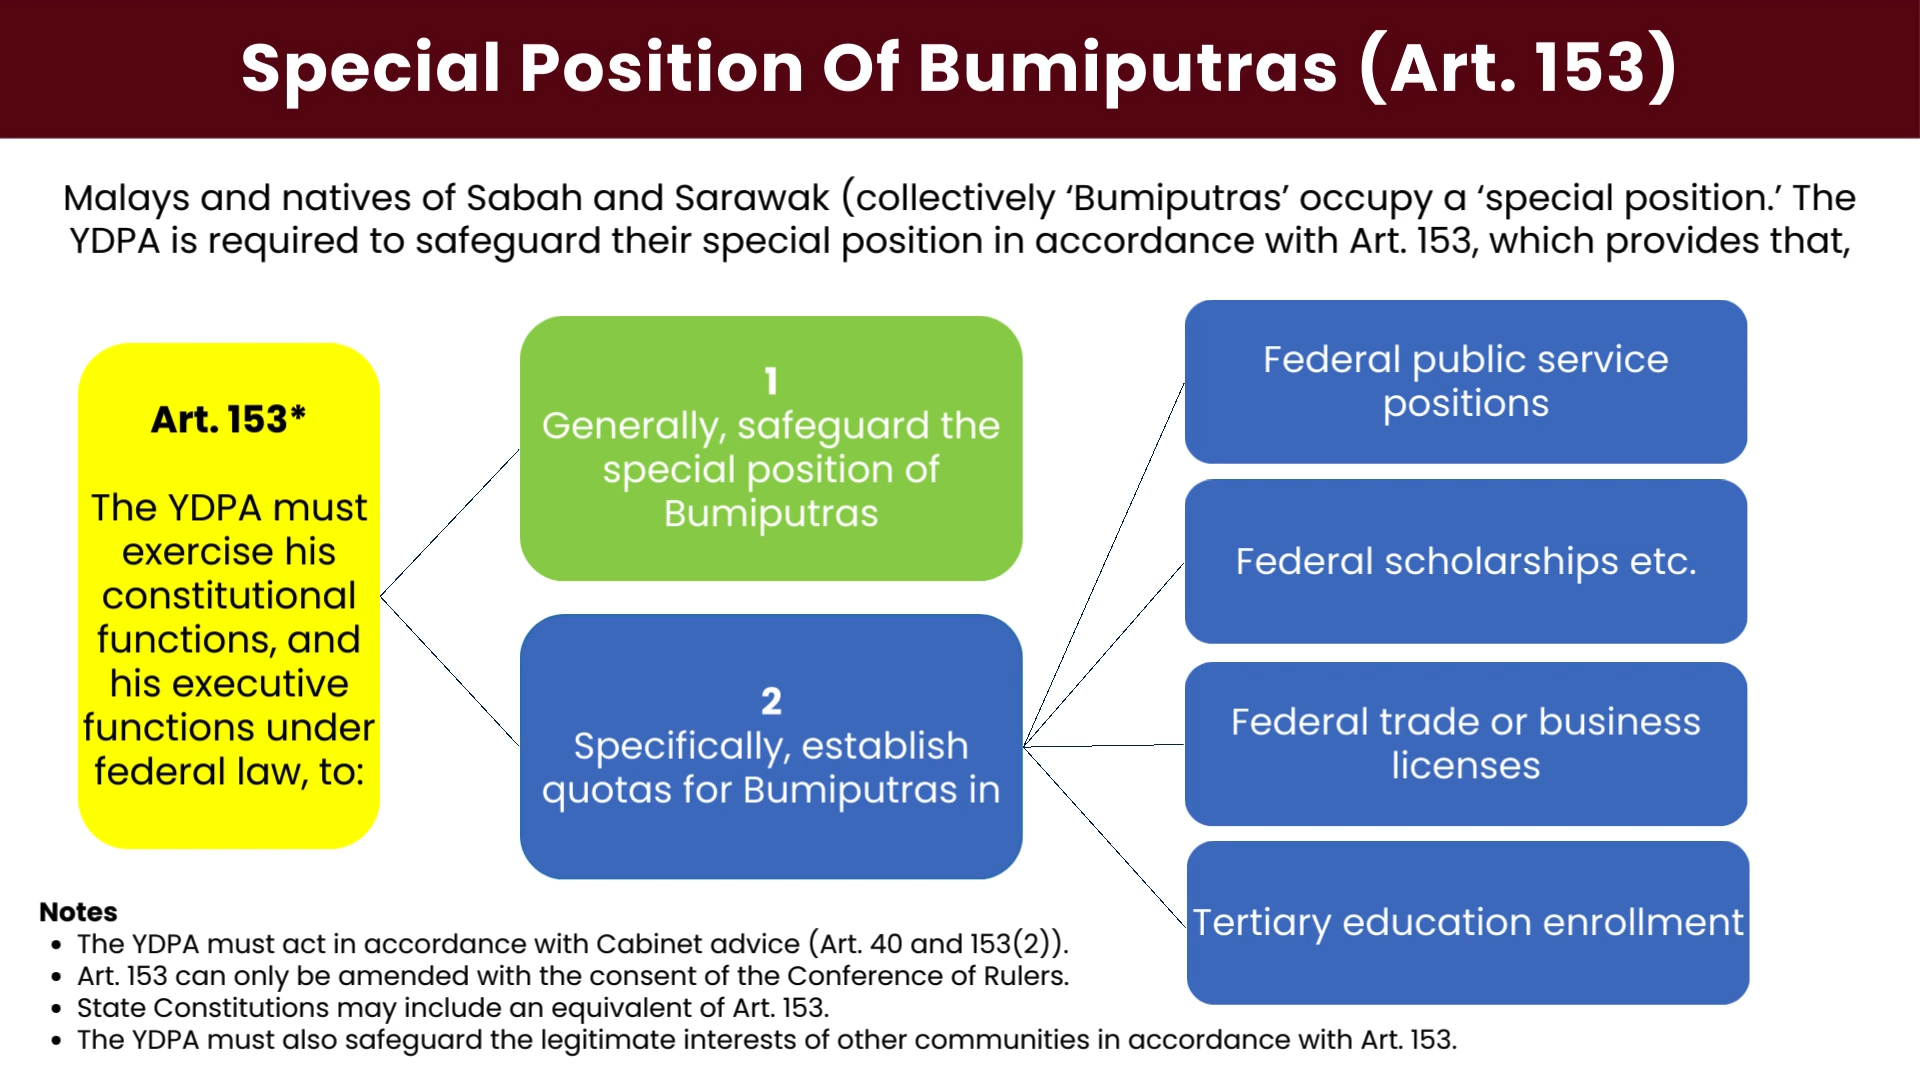 Special Position Of Bumiputras (Art. 153)
Malays and natives of Sabah and Sarawak (collectively ‘Bumiputras’ occupy a ‘special position.’ The
YDPA is required to safeguard their special position in accordance with Art. 153, which provides that,
Art. 153*
The YDPA must
exercise his
constitutional
functions, and
his executive
functions under
federal law, to:
1
Generally, safeguard the
special position of
Bumiputras
2
Specifically, establish
quotas for Bumiputras in
Federal public service
positions
Federal scholarships etc.
Federal trade or business
licenses
Tertiary education enrollment
Notes
• The YDPA must act in accordance with Cabinet advice (Art. 40 and 153(2)).
• Art. 153 can only be amended with the consent of the Conference of Rulers.
• State Constitutions may include an equivalent of Art. 153.
• The YDPA must also safeguard the legitimate interests of other communities in accordance with Art. 153.